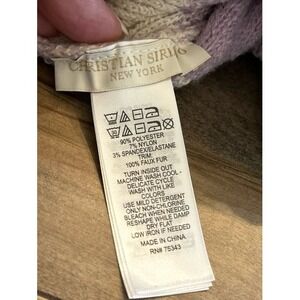 CHRISTIAN SIRIANO
NEW YORK
90% POLYESTER
7% NYLON
3% SPANDEX/ELASTANE
TRIM:
100% FAUX FUR
TURN INSIDE OUT
MACHINE WASH COOL -
DELICATE CYCLE
WASH WITH LIKE
COLORS
USE MILD DETERGENT
ONLY NON-CHLORINE
BLEACH WHEN NEEDED
RESHAPE WHILE DAMP
DRY FLAT
LOW IRON IF NEEDED
MADE IN CHINA
RN# 75343